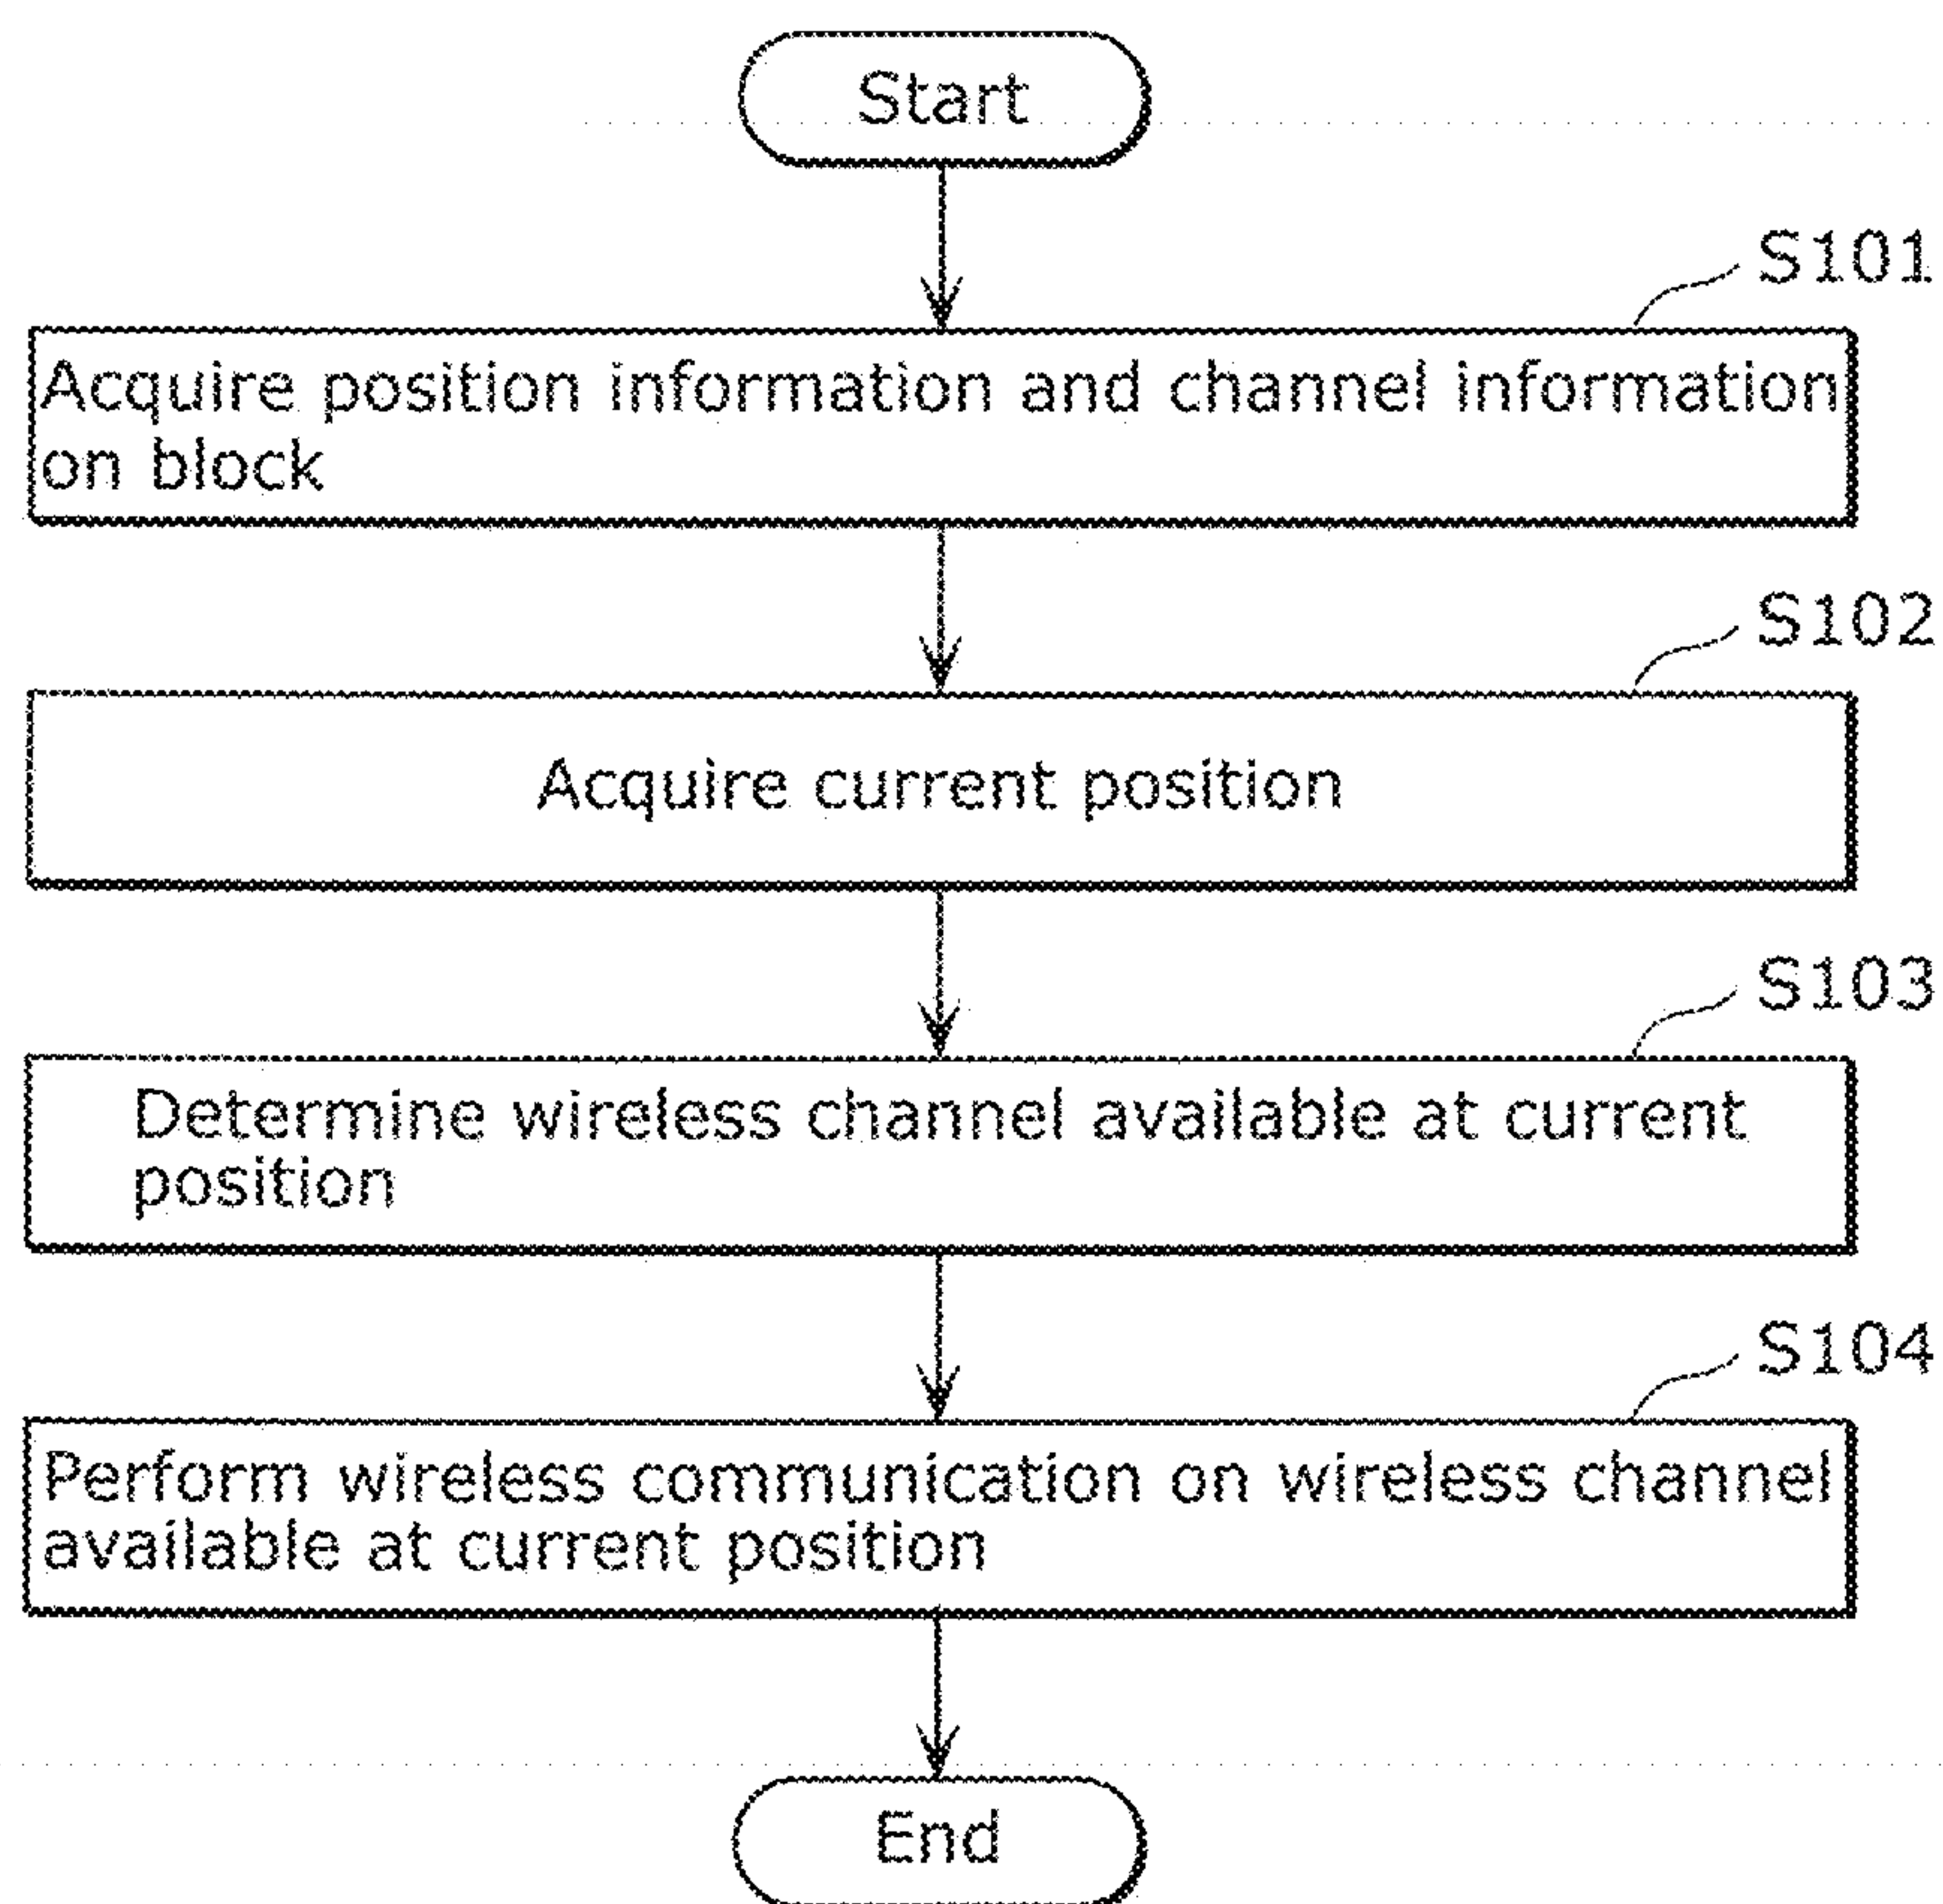 Start
S101
Acquire position information and channel information
on block
S102
Acquire current position
S103
Determine wireless channel available at current
position
S104
Perform wireless communication on wireless channel
available at current position
End